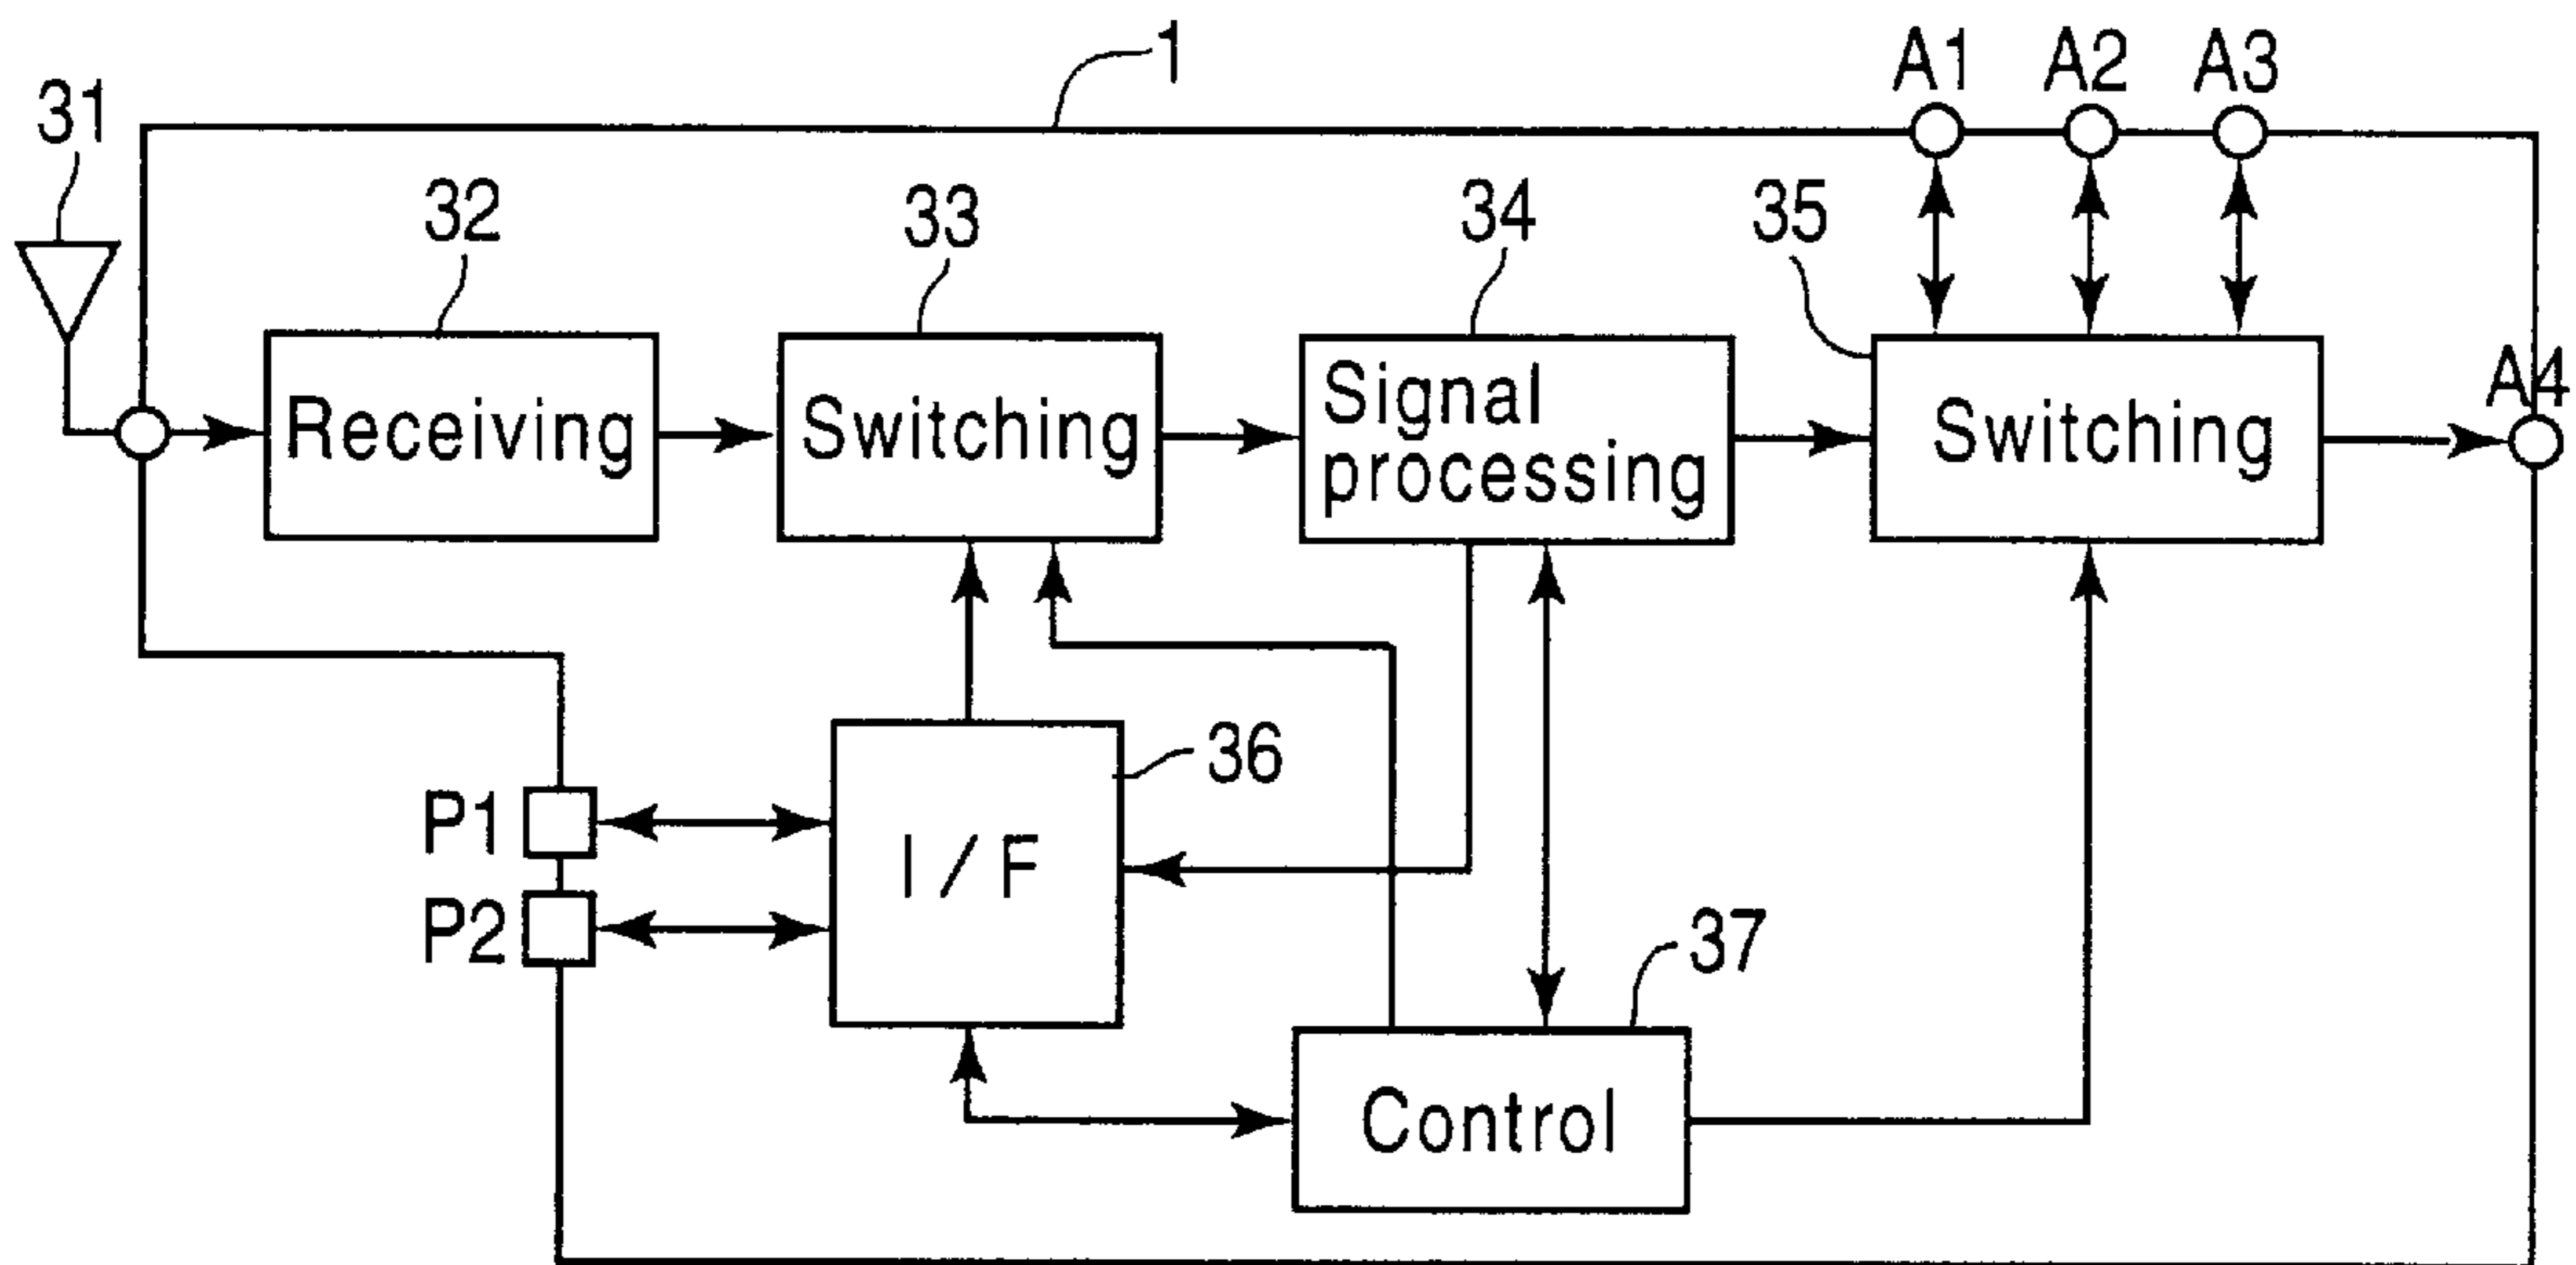 1
A1 A2 A3
31
32 33 34 35
A4
Receiving
Switching
Signal
processing
Switching
36
P1
I/F
P2
37
Control